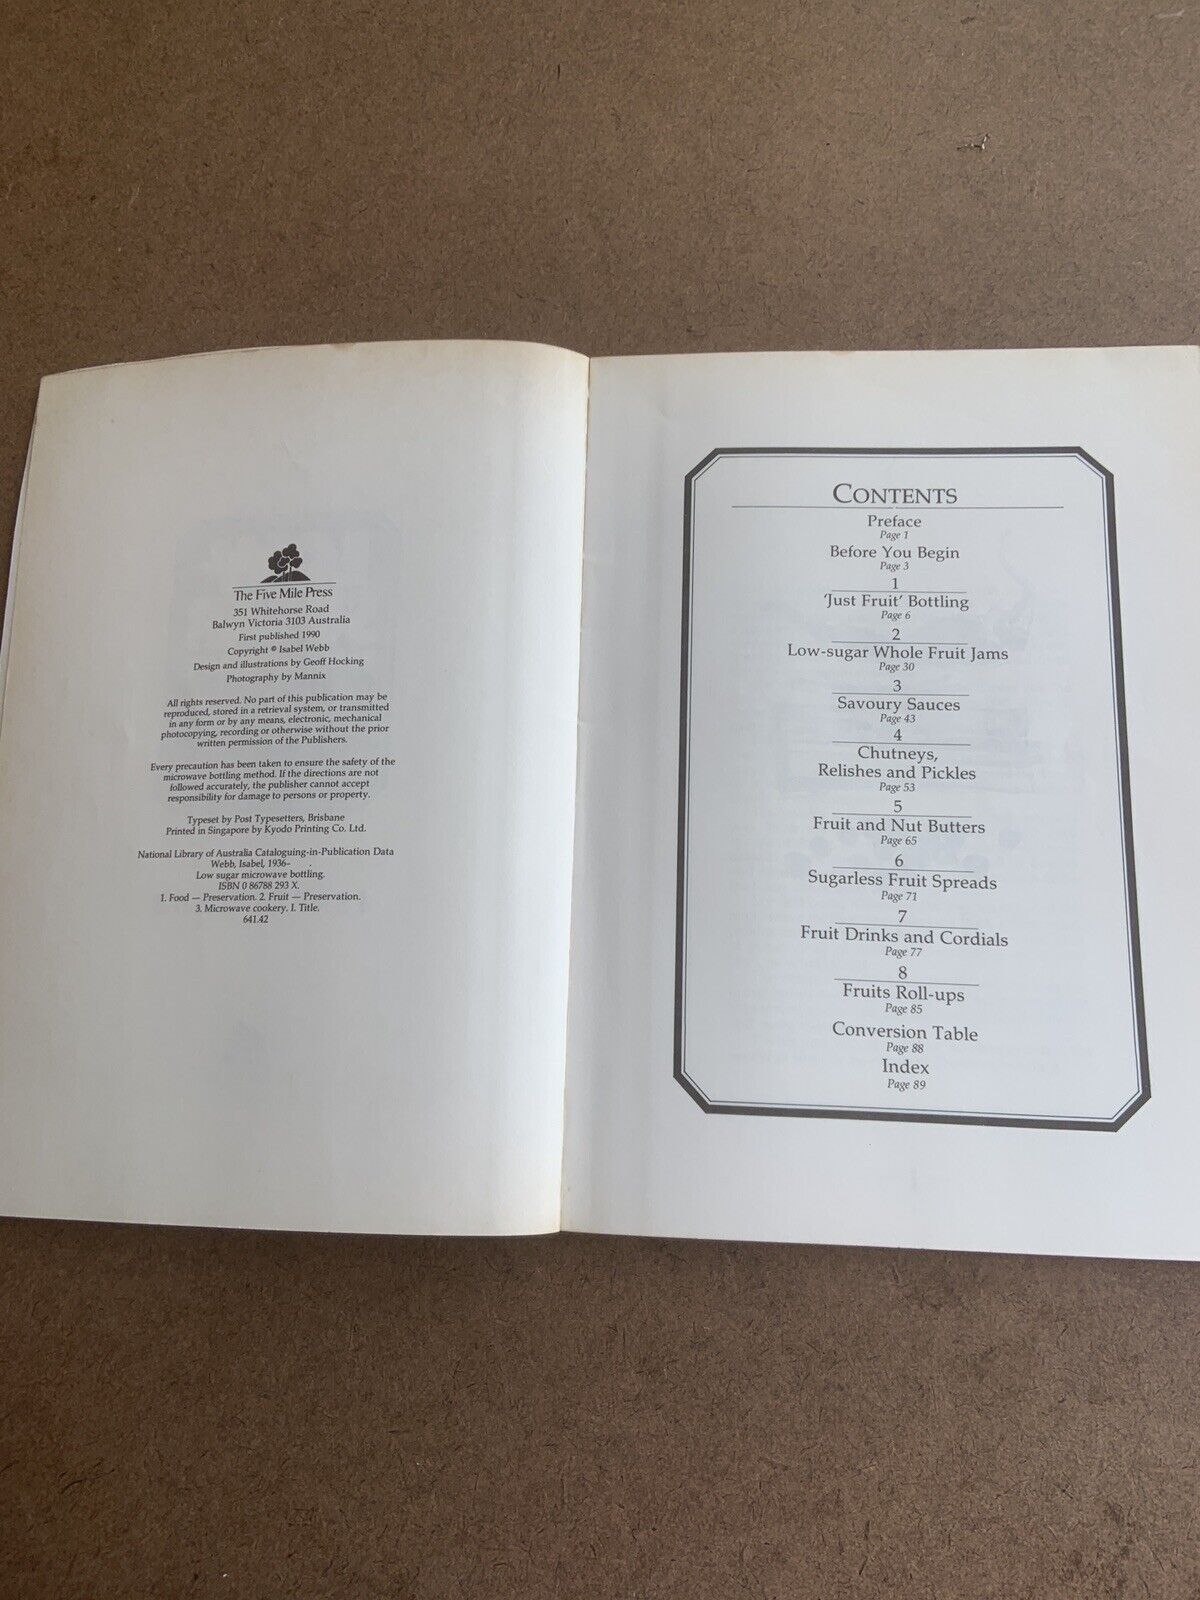 The Five Mile Press
351 Whitehorse Road
Balwyn Victoria 3103 Australia
First published 1990
Copyright © Isabel Webb
Design and illustrations by Geoff Hocking
Photography by Mannix
All rights reserved. No part of this publication may be
reproduced, stored in a retrieval system, or transmitted
in any form or by any means, electronic, mechanical
photocopying, recording or otherwise without the prior
written permission of the Publishers.
Every precaution has been taken to ensure the safety of the
microwave bottling method. If the directions are not
followed accurately, the publisher cannot accept
responsibility for damage to persons or property.
Typeset by Post Typesetters, Brisbane
Printed in Singapore by Kyodo Printing Co. Ltd.
National Library of Australia Cataloguing-in-Publication Data
Webb, Isabel, 1936- .
Low sugar microwave bottling.
ISBN 0 86788 293 X.
1. Food — Preservation. 2. Fruit — Preservation.
3. Microwave cookery. I. Title.
641.42
CONTENTS
Preface
Page 1
Before You Begin
Page 3
1
'Just Fruit' Bottling
Page 6
2
Low-sugar Whole Fruit Jams
Page 30
3
Savoury Sauces
Page 43
4
Chutneys,
Relishes and Pickles
Page 53
5
Fruit and Nut Butters
Page 65
6
Sugarless Fruit Spreads
Page 71
7
Fruit Drinks and Cordials
Page 77
8
Fruits Roll-ups
Page 85
Conversion Table
Page 88
Index
Page 89